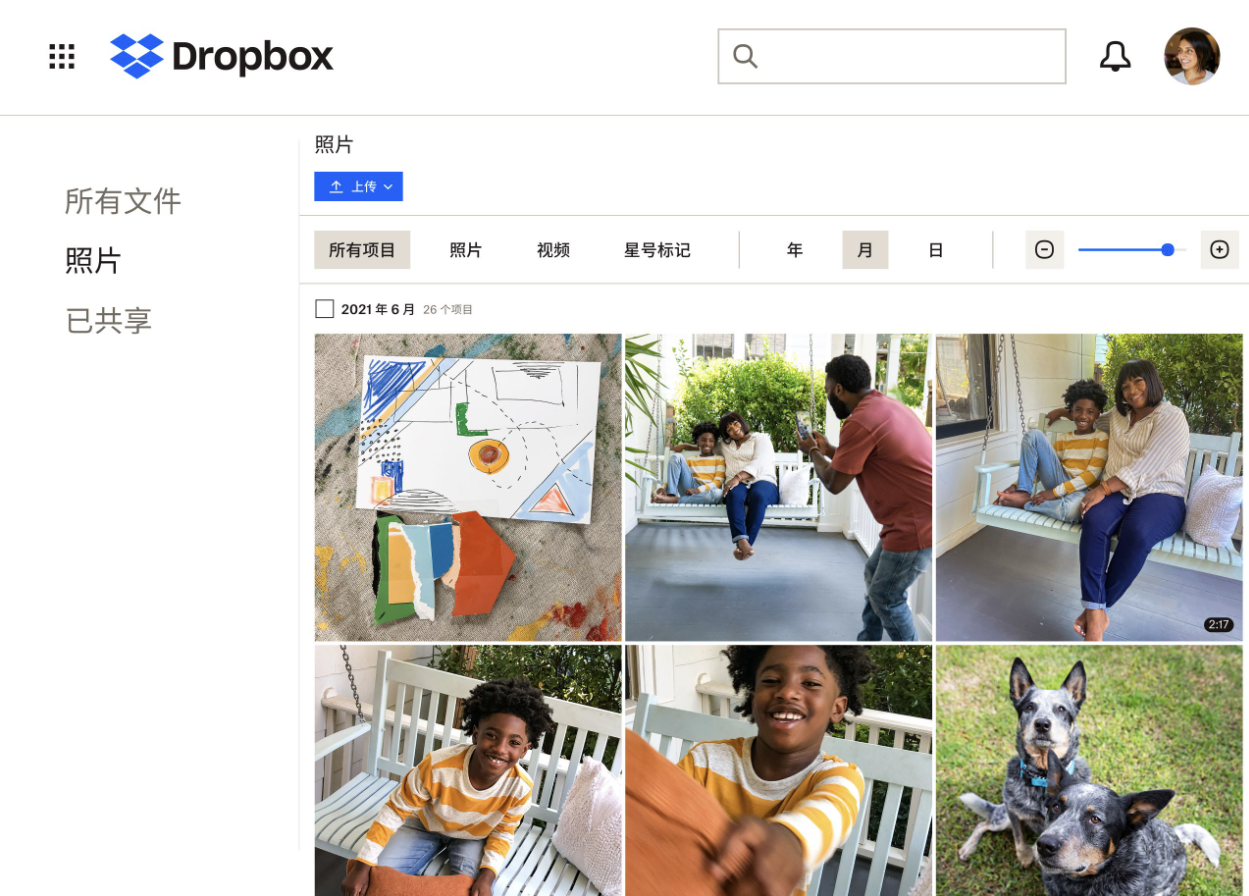 Dropbox
照片
上传
所有文件
照片
已共享
所有项目 照片 视频 星号标记 年 月 日
2021 年 6 月 26 个项目
2:17